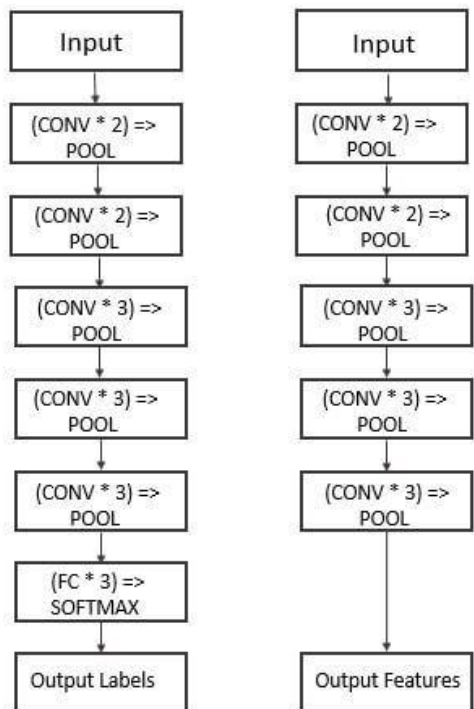 Input
(CONV * 2) =>
POOL
(CONV * 2) =>
POOL
(CONV * 3) =>
POOL
(CONV * 3) =>
POOL
(CONV * 3) =>
POOL
(FC * 3) =>
SOFTMAX
Output Labels
Input
(CONV * 2) =>
POOL
(CONV * 2) =>
POOL
(CONV * 3) =>
POOL
(CONV * 3) =>
POOL
(CONV * 3) =>
POOL
Output Features